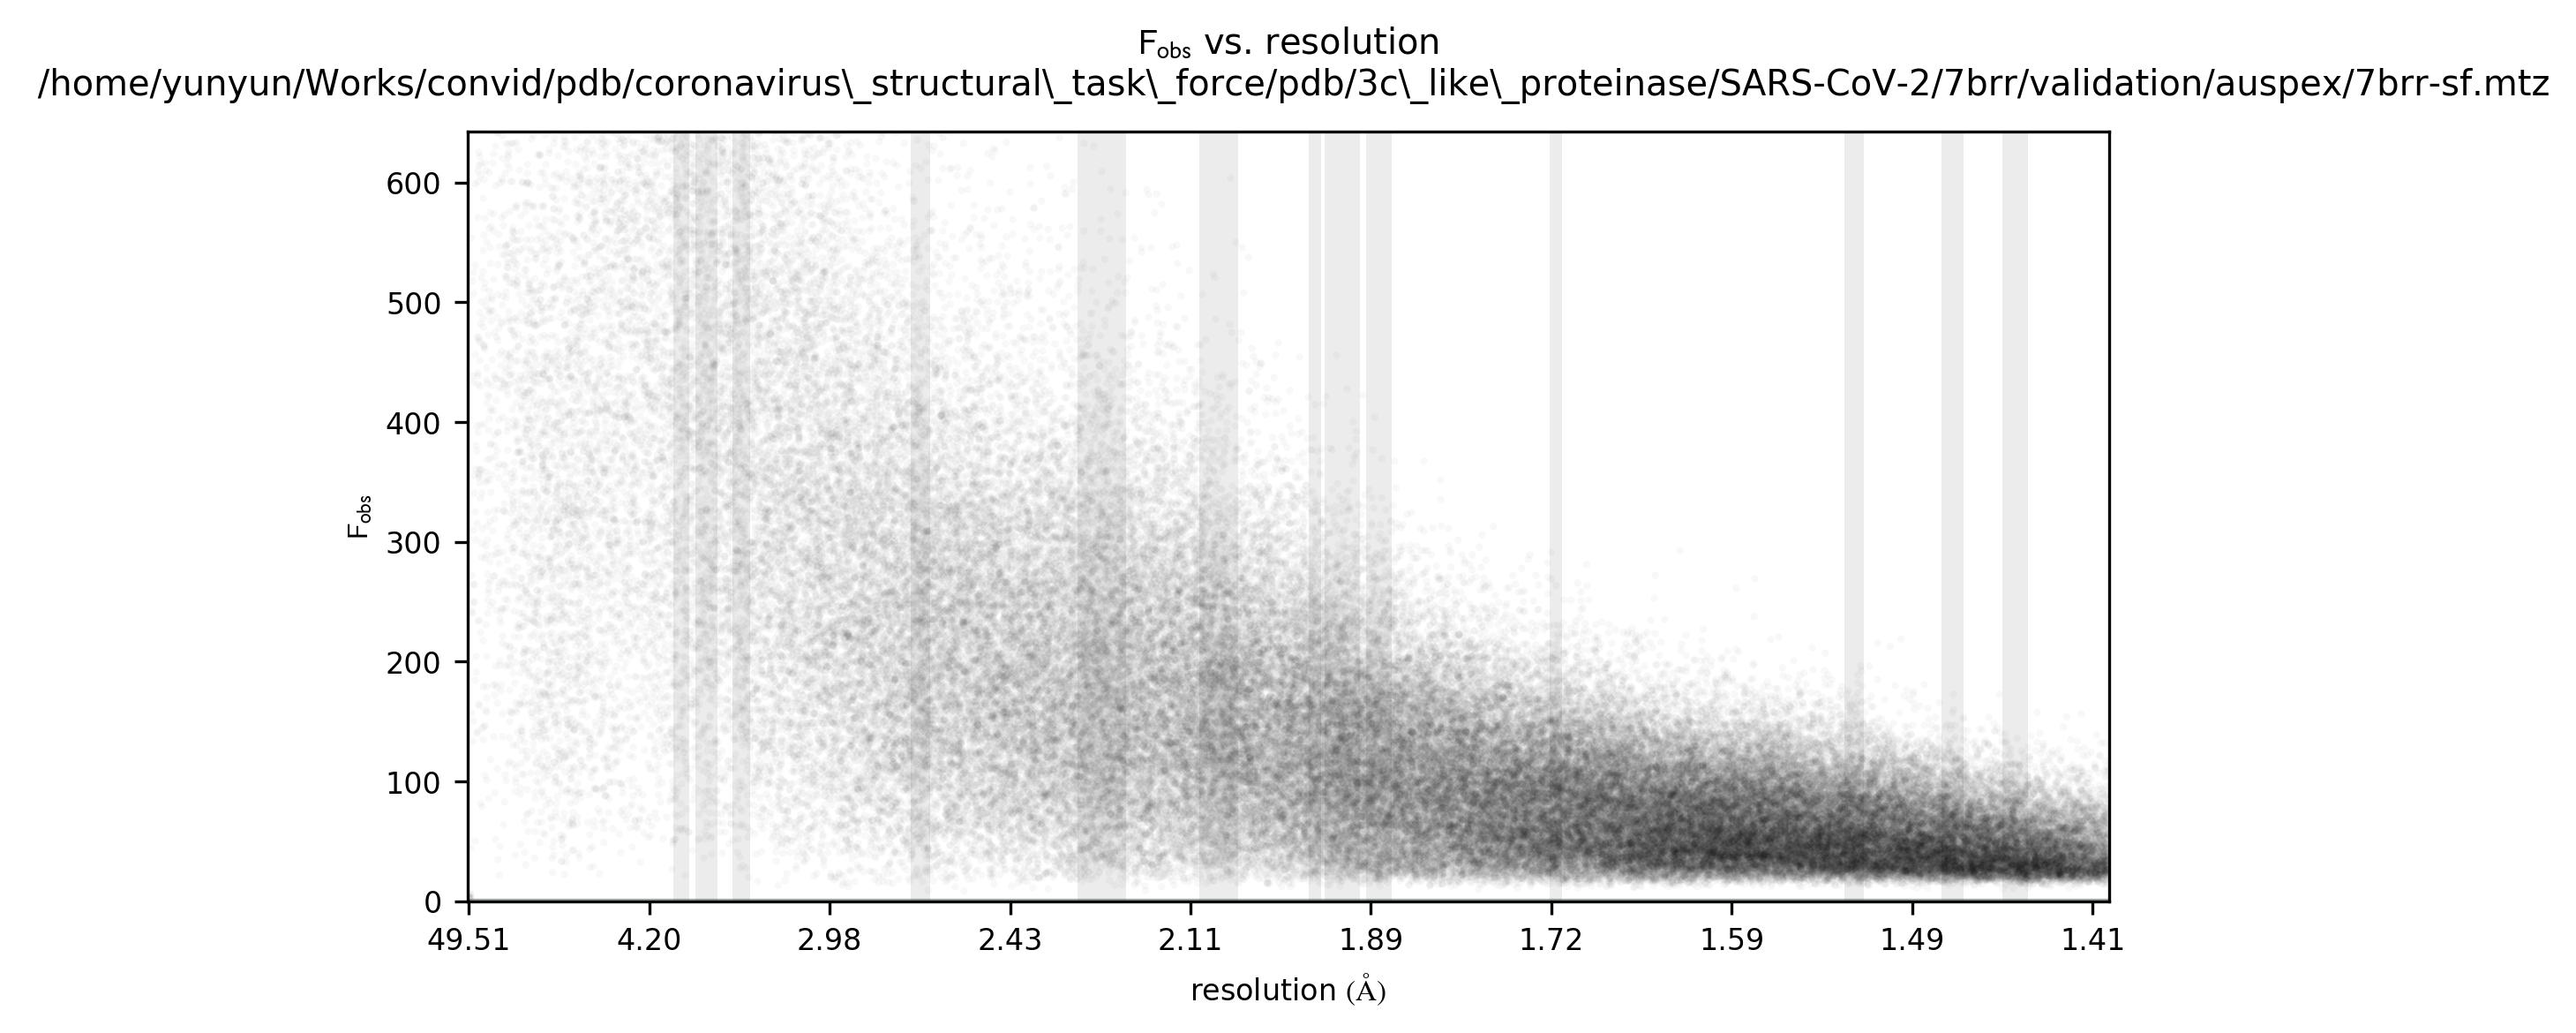 Fobs vs. resolution
/home/yunyun/Works/convid/pdb/coronavirus\_structural\_task\_force/pdb/3c\_like\_proteinase/SARS-CoV-2/7brr/validation/auspex/7brr-sf.mtz
600
500
400
300
200
100
0
Fobs
49.51 4.20 2.98 2.43 2.11 1.89 1.72 1.59 1.49 1.41
resolution (Å)